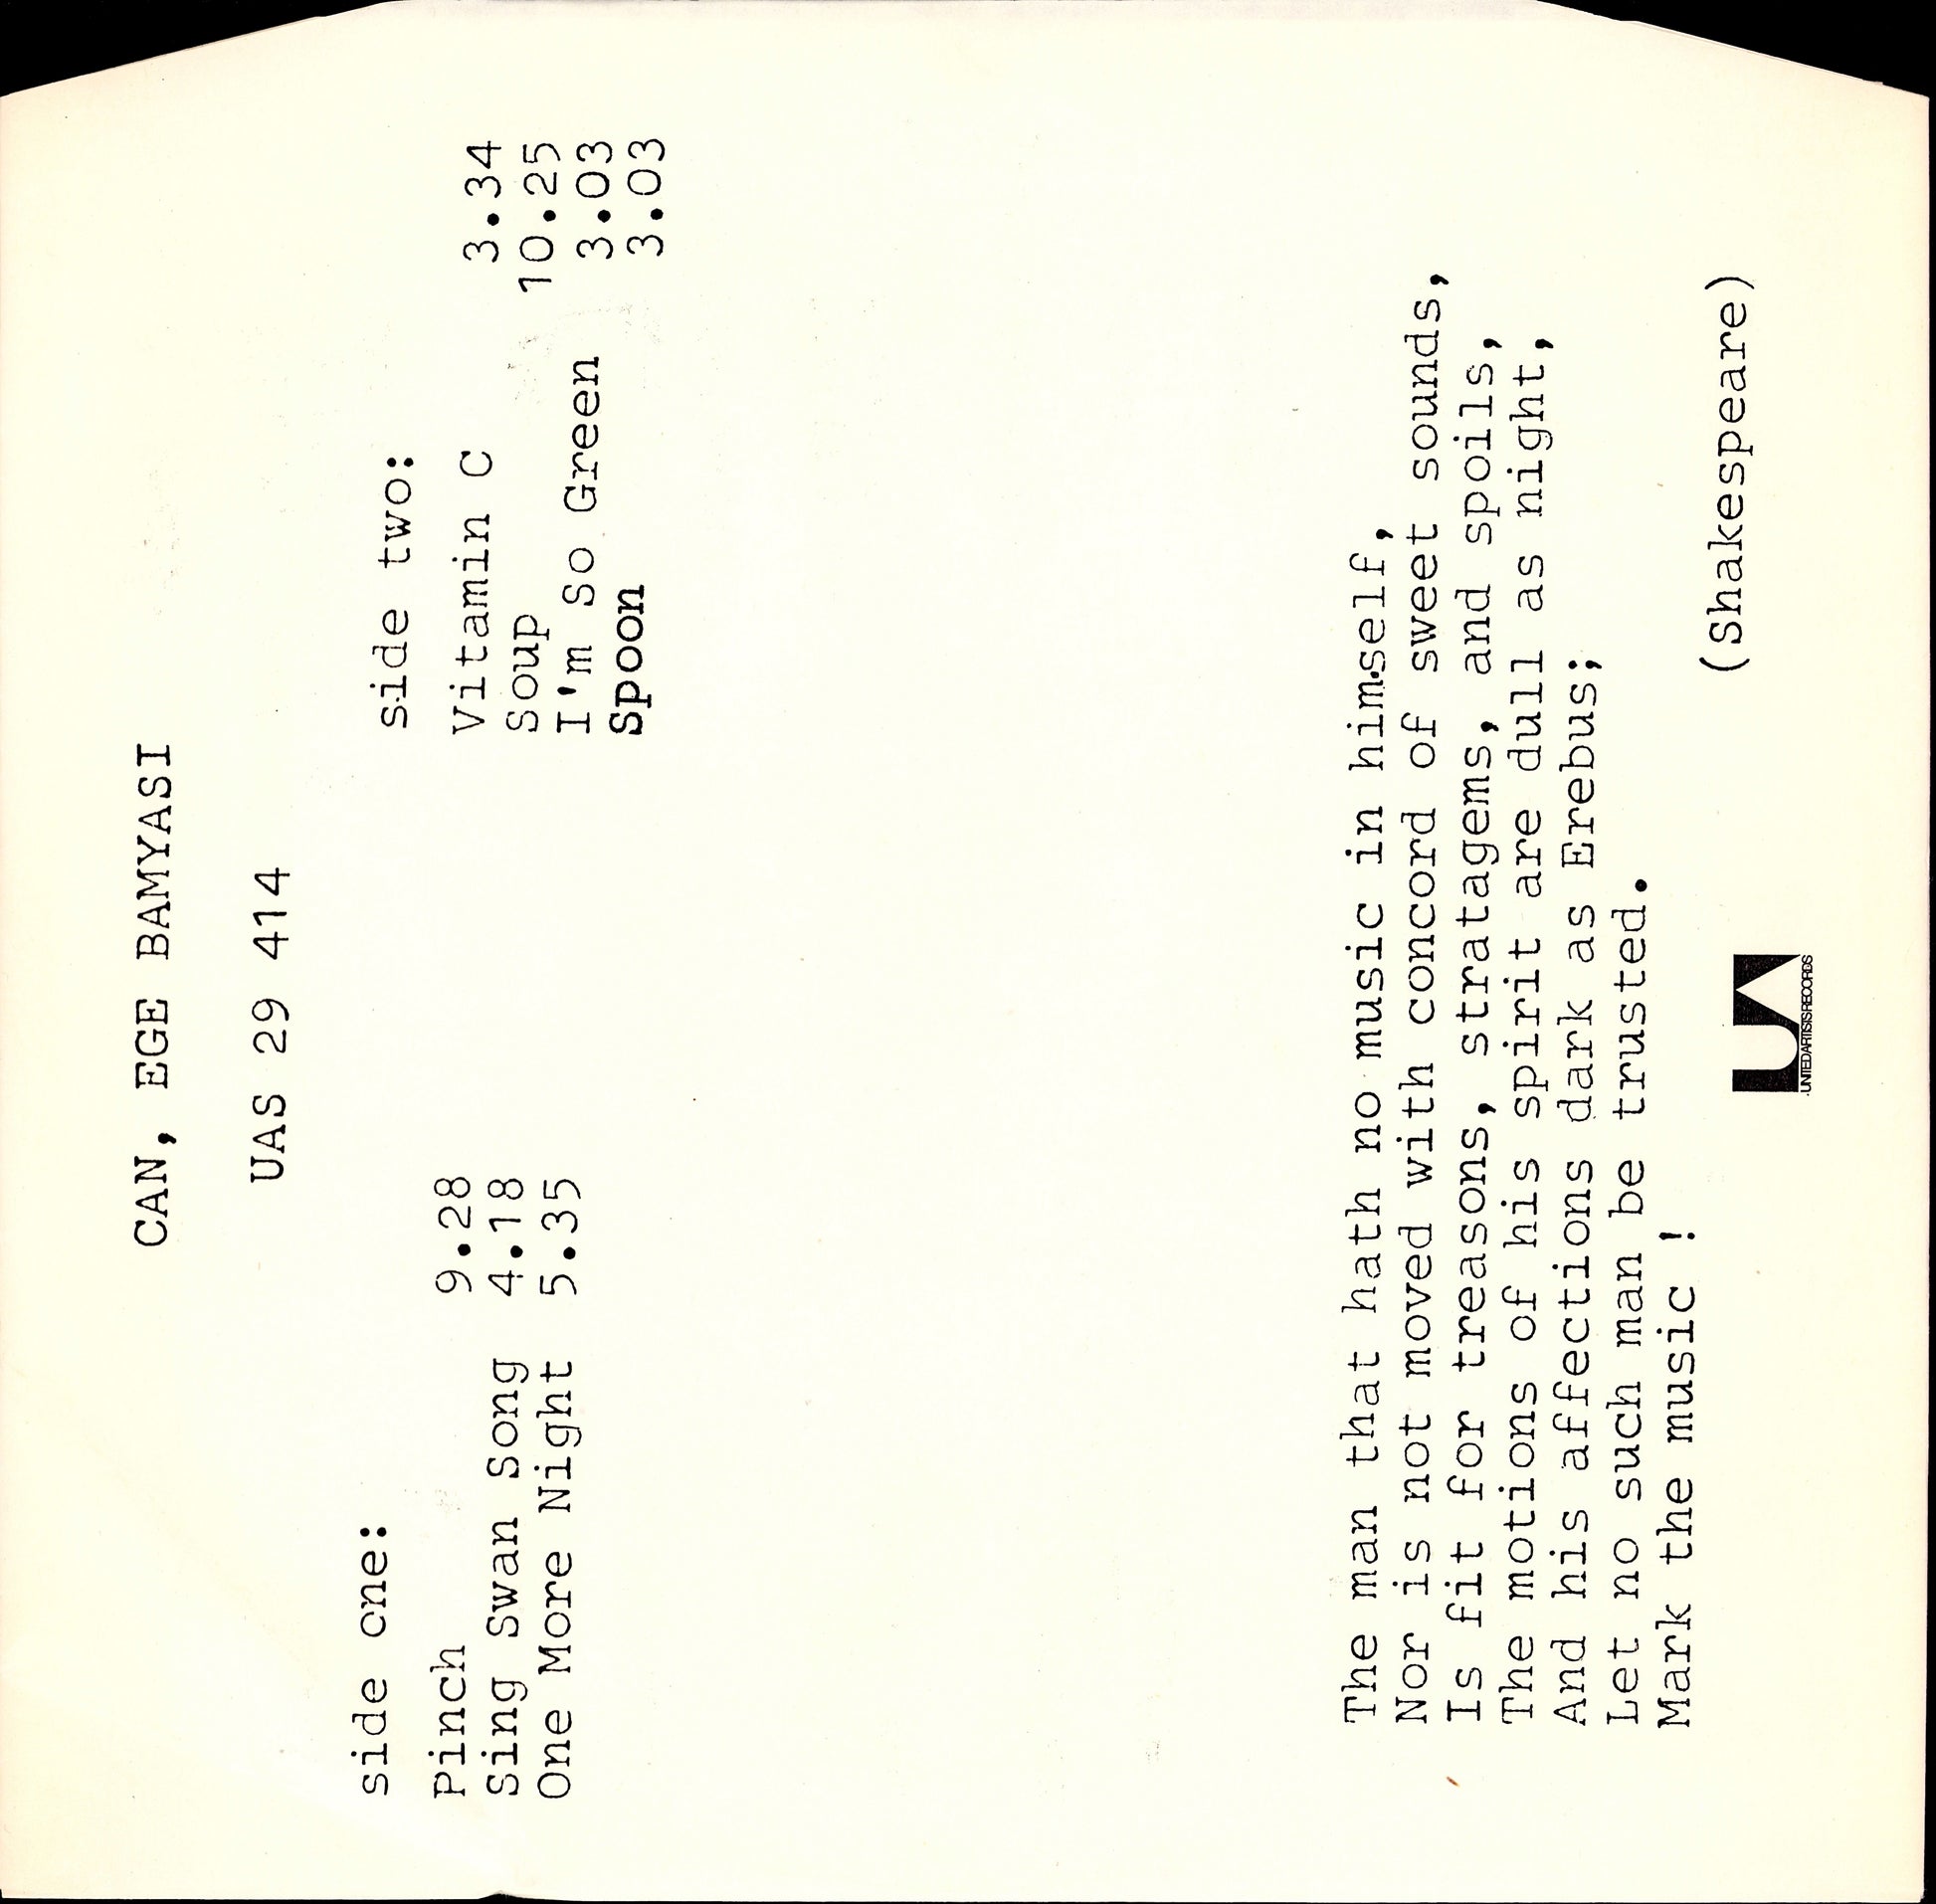 CAN, EGE BAMYASI
UAS 29 414
side one:
Pinch 9.28
Sing Swan Song 4.18
One More Night 5.35
side two:
Vitamin C 3.34
Soup 10.25
I'm So Green 3.03
Spoon 3.03
The man that hath no music in himself,
Nor is not moved with concord of sweet sounds,
Is fit for treasons, stratagems, and spoils,
The motions of his spirit are dull as night,
And his affections dark as Erebus;
Let no such man be trusted.
Mark the music !
(Shakespeare)
UA
UNITED ARTISTS RECORDS